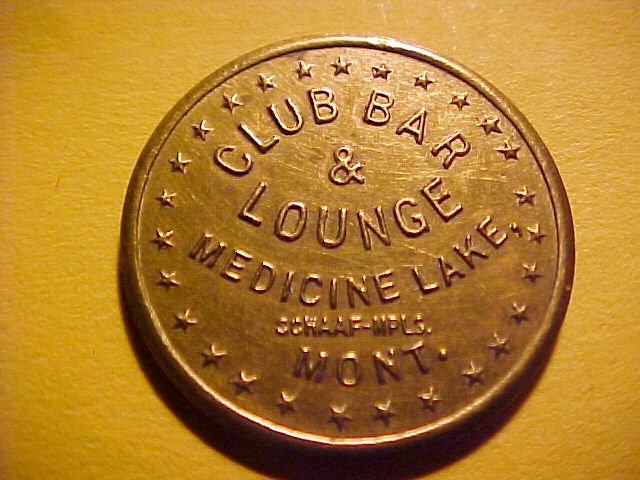 CLUB BAR
&
LOUNGE
MEDICINE LAKE,
SCHAAF-MPLS.
MONT.